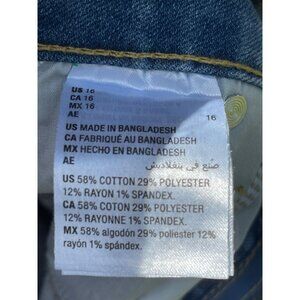 US 16
CA 16
MX 16
AE 16
US MADE IN BANGLADESH
CA FABRIQUÉ AU BANGLADESH
MX HECHO EN BANGLADESH
AE صنع في بنغلاديش
US 58% COTTON 29% POLYESTER
12% RAYON 1% SPANDEX.
CA 58% COTON 29% POLYESTER
12% RAYONNE 1% SPANDEX.
MX 58% algodón 29% poliester 12%
rayón 1% spándex.